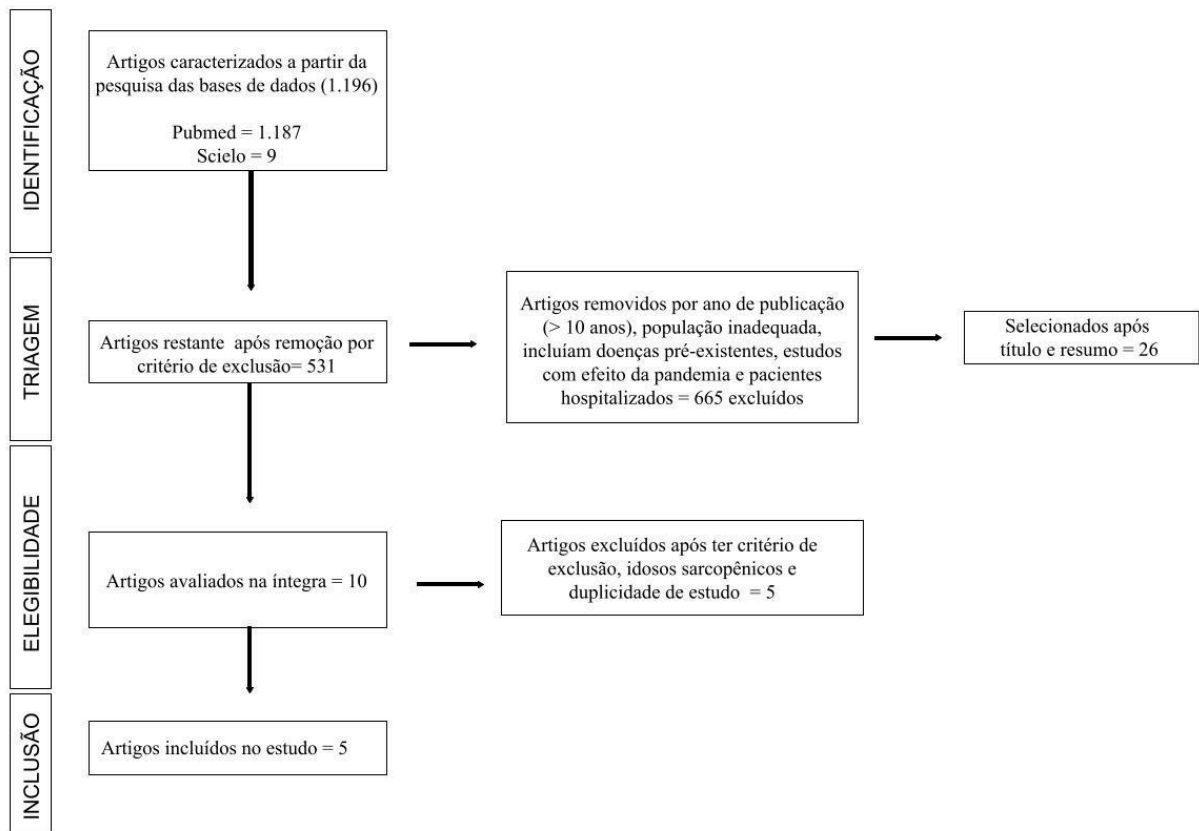 IDENTIFICAÇÃO
Artigos caracterizados a partir da
pesquisa das bases de dados (1.196)
Pubmed = 1.187
Scielo = 9
TRIAGEM
Artigos restante após remoção por
critério de exclusão= 531
Artigos removidos por ano de publicação
(> 10 anos), população inadequada,
incluíam doenças pré-existentes, estudos
com efeito da pandemia e pacientes
hospitalizados = 665 excluídos
Selecionados após
título e resumo = 26
ELEGIBILIDADE
Artigos avaliados na íntegra = 10
Artigos excluídos após ter critério de
exclusão, idosos sarcopênicos e
duplicidade de estudo = 5
INCLUSÃO
Artigos incluídos no estudo = 5